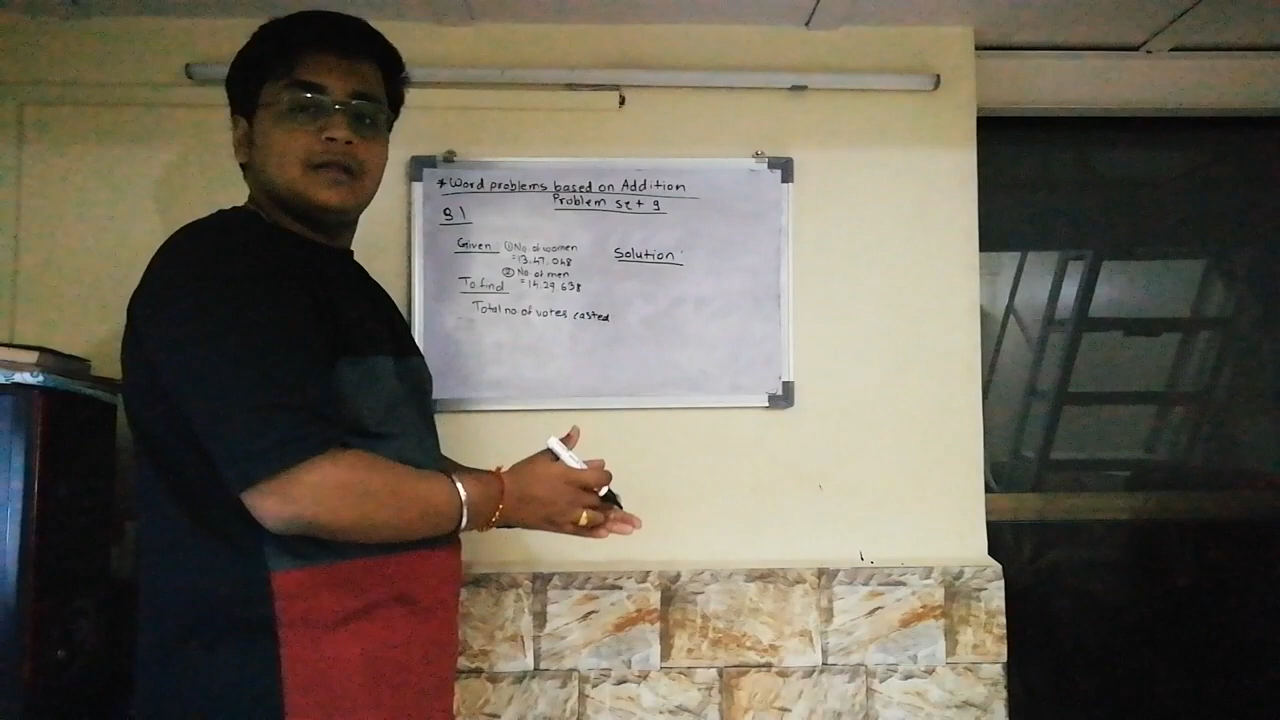 * Word problems based on Addition
Problem set 9
Q1
Given: ① No. of women
= 13,47,048
② No. of men
= 14,29,638
To find
Total no of votes casted
Solution: